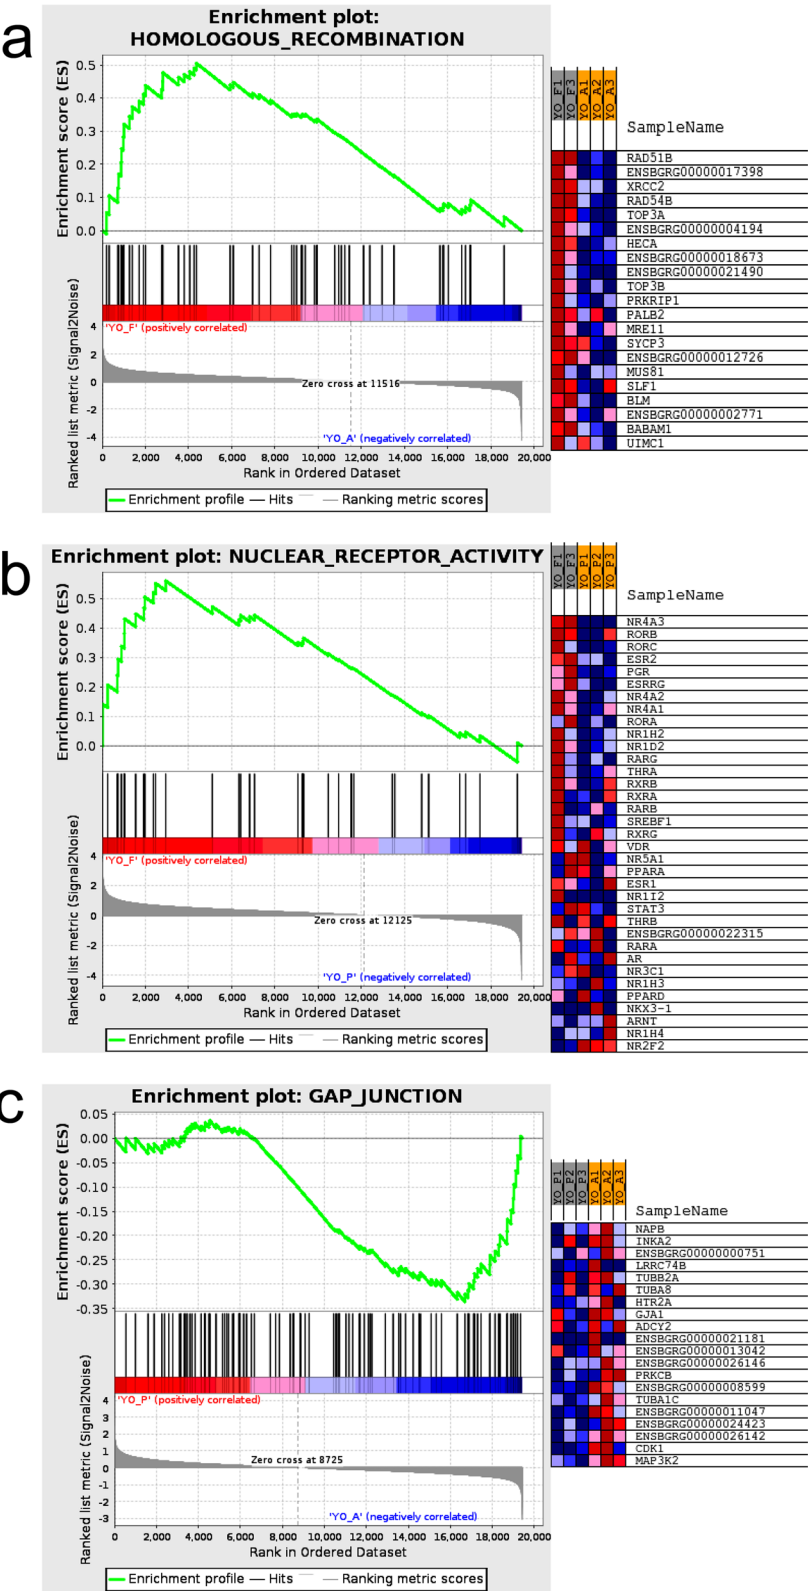 a
Enrichment plot:
HOMOLOGOUS_RECOMBINATION
Enrichment score (ES)
0.5
0.4
0.3
0.2
0.1
0.0
Ranked list metric (Signal2Noise)
4
2
0
-2
-4
'YO_F' (positively correlated)
Zero cross at 11516
'YO_A' (negatively correlated)
0 2,000 4,000 6,000 8,000 10,000 12,000 14,000 16,000 18,000 20,000
Rank in Ordered Dataset
Enrichment profile Hits Ranking metric scores
YO_F1 YO_F3 YO_A1 YO_A2 YO_A3
SampleName
RAD51B
ENSBGRG00000017398
XRCC2
RAD54B
TOP3A
ENSBGRG00000004194
HECA
ENSBGRG00000018673
ENSBGRG00000021490
TOP3B
PRKRIP1
PALB2
MRE11
SYCP3
ENSBGRG00000012726
MUS81
SLF1
BLM
ENSBGRG00000002771
BABAM1
UIMC1
b
Enrichment plot: NUCLEAR_RECEPTOR_ACTIVITY
Enrichment score (ES)
0.5
0.4
0.3
0.2
0.1
0.0
Ranked list metric (Signal2Noise)
4
2
0
-2
-4
'YO_F' (positively correlated)
Zero cross at 12125
'YO_P' (negatively correlated)
0 2,000 4,000 6,000 8,000 10,000 12,000 14,000 16,000 18,000 20,000
Rank in Ordered Dataset
Enrichment profile Hits Ranking metric scores
YO_F1 YO_F3 YO_P1 YO_P2 YO_P3
SampleName
NR4A3
RORB
RORC
ESR2
PGR
ESRRG
NR4A2
NR4A1
RORA
NR1H2
NR1D2
RARG
THRA
RXRB
RXRA
RARB
SREBF1
RXRG
VDR
NR5A1
PPARA
ESR1
NR1I2
STAT3
THRB
ENSBGRG00000022315
RARA
AR
NR3C1
NR1H3
PPARD
NKX3-1
ARNT
NR1H4
NR2F2
c
Enrichment plot: GAP_JUNCTION
Enrichment score (ES)
0.05
0.00
-0.05
-0.10
-0.15
-0.20
-0.25
-0.30
-0.35
Ranked list metric (Signal2Noise)
4
3
2
1
0
-1
-2
-3
'YO_P' (positively correlated)
Zero cross at 8725
'YO_A' (negatively correlated)
0 2,000 4,000 6,000 8,000 10,000 12,000 14,000 16,000 18,000 20,000
Rank in Ordered Dataset
Enrichment profile Hits Ranking metric scores
YO_P1 YO_P2 YO_P3 YO_A1 YO_A2 YO_A3
SampleName
NAPB
INKA2
ENSBGRG00000000751
LRRC74B
TUBB2A
TUBA8
HTR2A
GJA1
ADCY2
ENSBGRG00000021181
ENSBGRG00000013042
ENSBGRG00000026146
PRKCB
ENSBGRG00000008599
TUBA1C
ENSBGRG00000011047
ENSBGRG00000024423
ENSBGRG00000026142
CDK1
MAP3K2